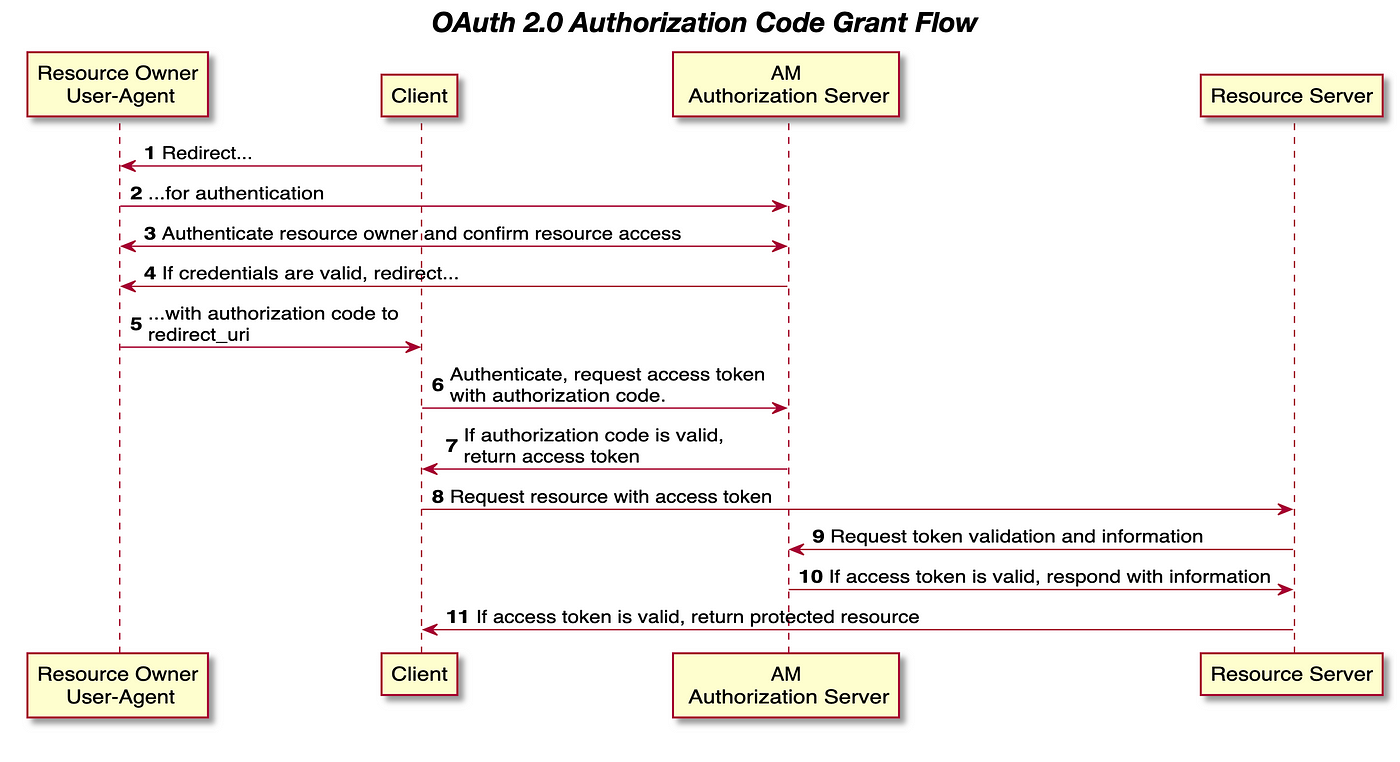 OAuth 2.0 Authorization Code Grant Flow
Resource Owner
User-Agent
Client
AM
Authorization Server
Resource Server
1 Redirect...
2 ...for authentication
3 Authenticate resource owner and confirm resource access
4 If credentials are valid, redirect...
5 ...with authorization code to
redirect_uri
6 Authenticate, request access token
with authorization code.
7 If authorization code is valid,
return access token
8 Request resource with access token
9 Request token validation and information
10 If access token is valid, respond with information
11 If access token is valid, return protected resource
Resource Owner
User-Agent
Client
AM
Authorization Server
Resource Server